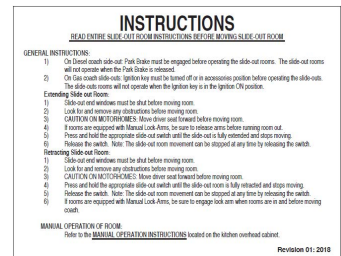 INSTRUCTIONS
READ ENTIRE SLIDE-OUT ROOM INSTRUCTIONS BEFORE MOVING SLIDE-OUT ROOM
GENERAL INSTRUCTIONS:
1) On Diesel coach side-out: Park Brake must be engaged before operating the slide-out rooms. The slide-out rooms
will not operate when the Park Brake is released.
2) On Gas coach slide-outs: Ignition key must be turned off or in accessories position before operating the slide-outs.
The slide-outs rooms will not operate when the Ignition key is in the Ignition ON position.
Extending Slide out Room:
1) Slide-out end windows must be shut before moving room.
2) Look for and remove any obstructions before moving room.
3) CAUTION ON MOTORHOMES: Move driver seat forward before moving room.
4) If rooms are equipped with Manual Lock-Arms, be sure to release arms before running room out.
5) Press and hold the appropriate slide-out switch until the slide-out is fully extended and stops moving.
6) Release the switch. Note: The slide-out room movement can be stopped at any time by releasing the switch.
Retracting Slide-out Room:
1) Slide-out end windows must be shut before moving room.
2) Look for and remove any obstructions before moving room.
3) CAUTION ON MOTORHOMES: Move driver seat forward before moving room.
4) Press and hold the appropriate slide-out switch until the slide-out room is fully retracted and stops moving.
5) Release the switch. Note: The slide-out room movement can be stopped at any time by releasing the switch.
6) If rooms are equipped with Manual Lock-Arms, be sure to engage lock arm when rooms are in and before moving
coach.
MANUAL OPERATION OF ROOM:
Refer to the MANUAL OPERATION INSTRUCTIONS located on the kitchen overhead cabinet.
Revision 01: 2018